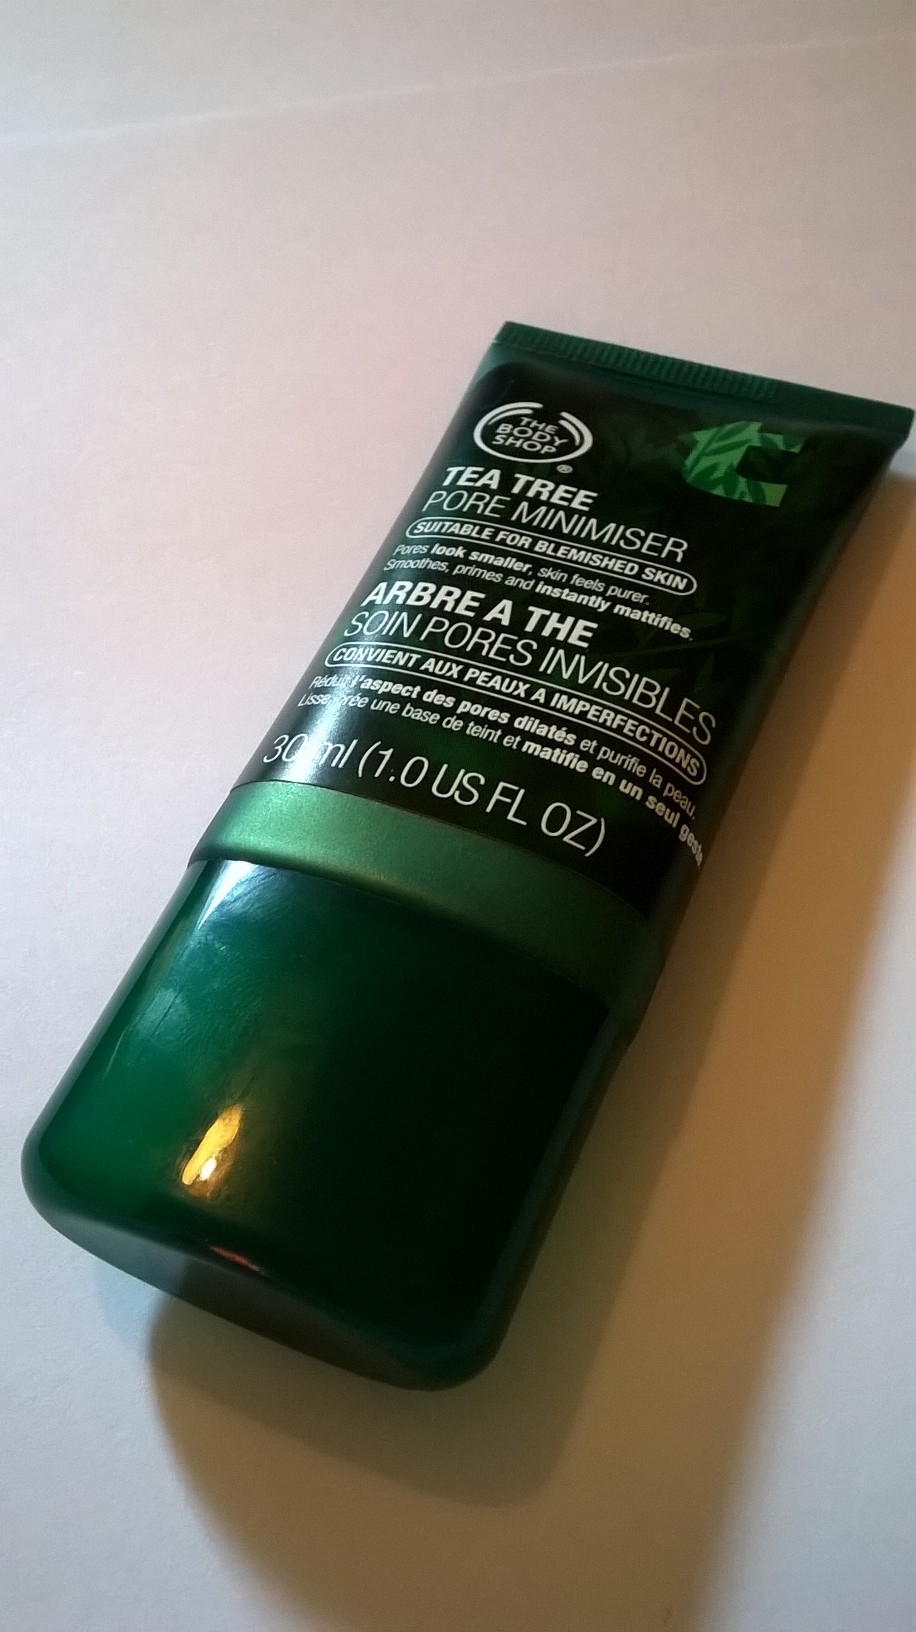 THE
BODY
SHOP®
TEA TREE
PORE MINIMISER
SUITABLE FOR BLEMISHED SKIN
Pores look smaller, skin feels purer.
Smoothes, primes and instantly mattifies.
ARBRE A THE
SOIN PORES INVISIBLES
CONVIENT AUX PEAUX A IMPERFECTIONS
Réduit l'aspect des pores dilatés et purifie la peau.
une base de teint et matifie en un seul geste
30 ml (1.0 US FL OZ)